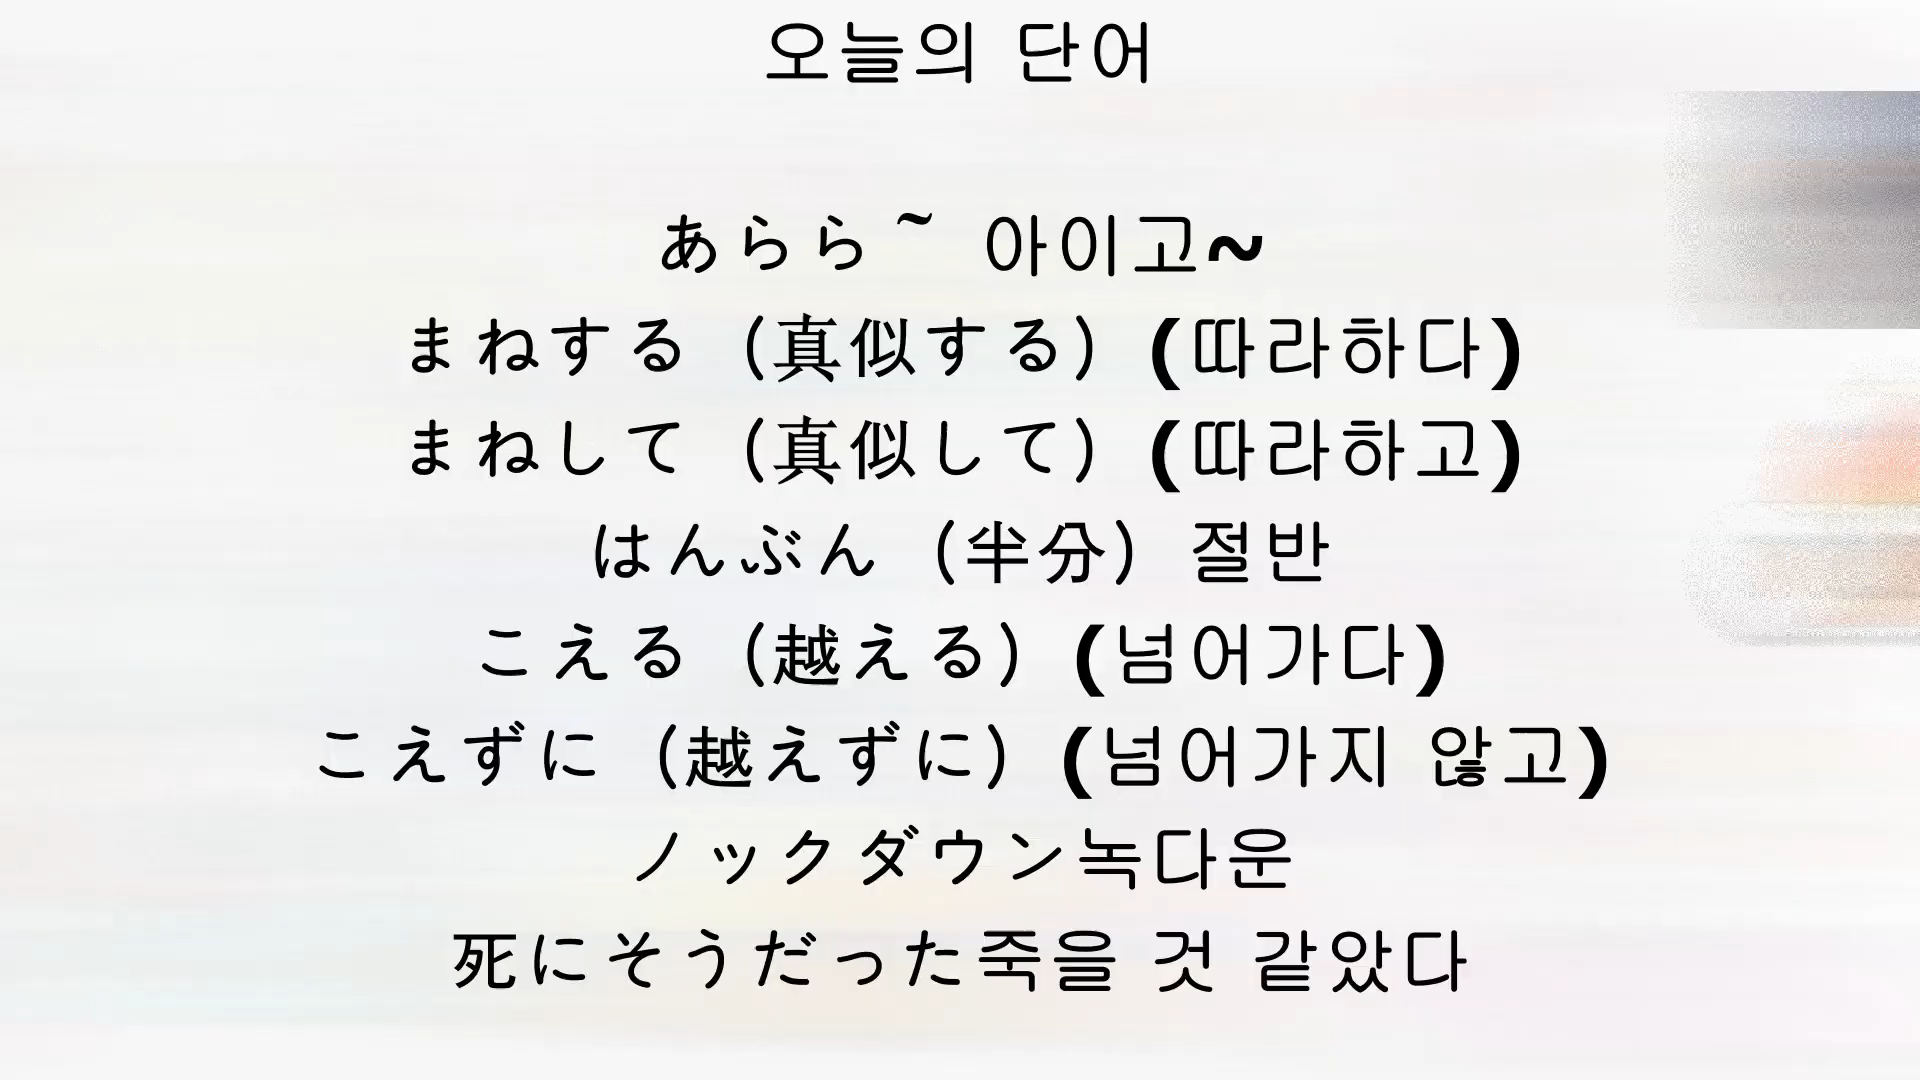 오늘의 단어
あらら~ 아이고~
まねする (真似する) (따라하다)
まねして (真似して) (따라하고)
はんぶん (半分) 절반
こえる (越える) (넘어가다)
こえずに (越えずに) (넘어가지 않고)
ノックダウン녹다운
死にそうだった죽을 것 같았다